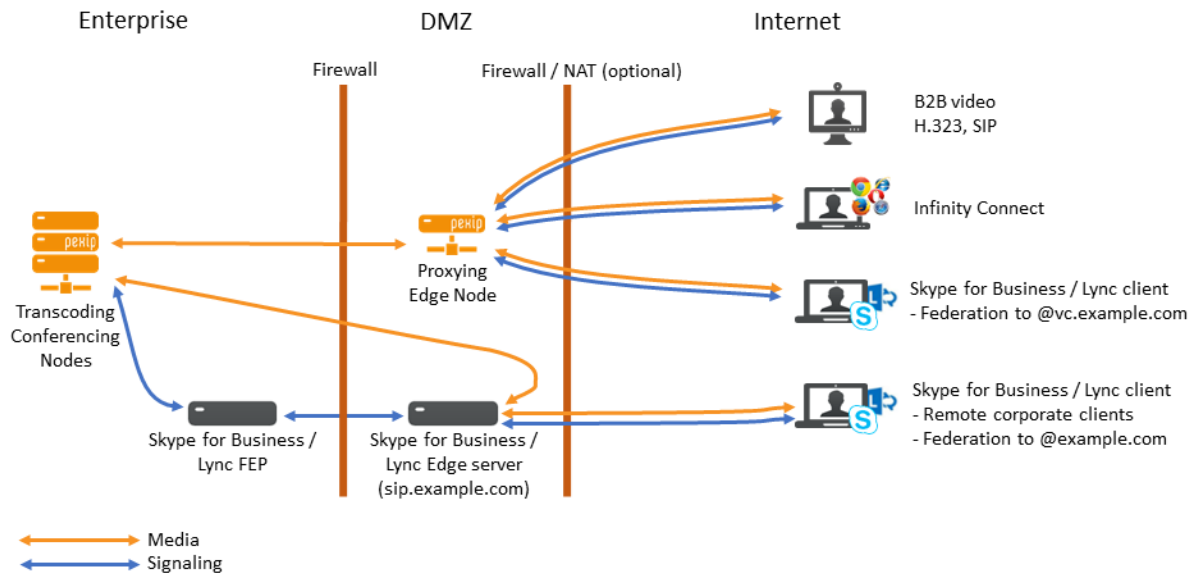 Enterprise
DMZ
Internet
Firewall
Firewall / NAT (optional)
B2B video
H.323, SIP
pexip
pexip
Infinity Connect
Proxying
Edge Node
Transcoding
Conferencing
Nodes
Skype for Business / Lync client
- Federation to @vc.example.com
Skype for Business /
Lync FEP
Skype for Business /
Lync Edge server
(sip.example.com)
Skype for Business / Lync client
- Remote corporate clients
- Federation to @example.com
Media
Signaling